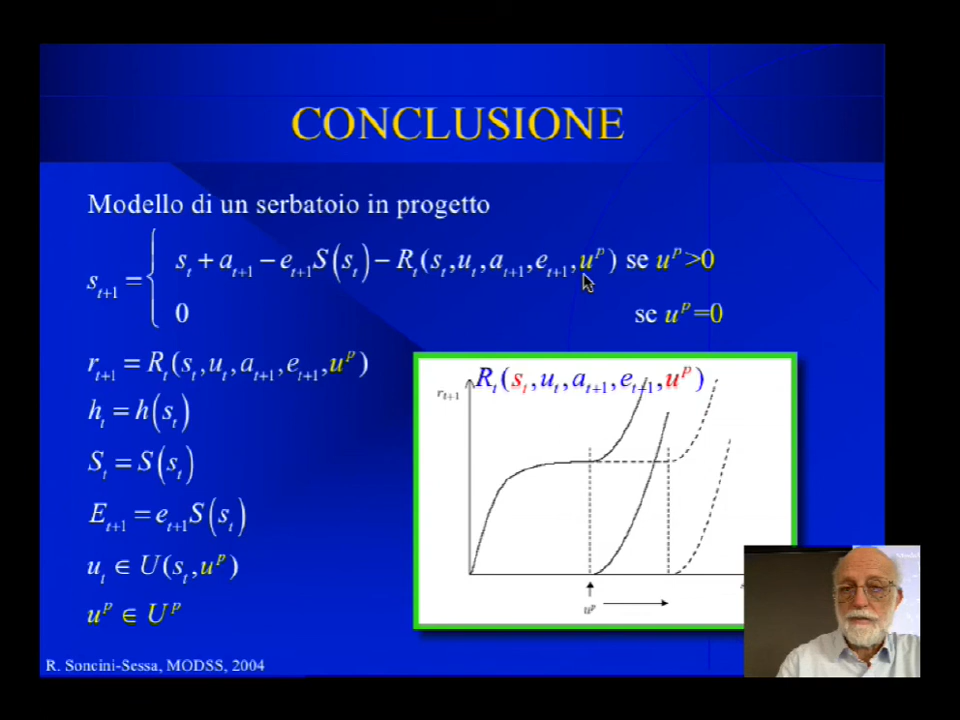 CONCLUSIONE
Modello di un serbatoio in progetto
s_{t+1} = { s_t + a_{t+1} − e_{t+1}S(s_t) − R_t(s_t,u_t,a_{t+1},e_{t+1},u^p) se u^p>0
0 se u^p=0
r_{t+1} = R_t(s_t,u_t,a_{t+1},e_{t+1},u^p)
h_t = h(s_t)
S_t = S(s_t)
E_{t+1} = e_{t+1}S(s_t)
u_t ∈ U(s_t,u^p)
u^p ∈ U^p
R_t(s_t,u_t,a_{t+1},e_{t+1},u^p)
r_{t+1}
u^p
R. Soncini-Sessa, MODSS, 2004